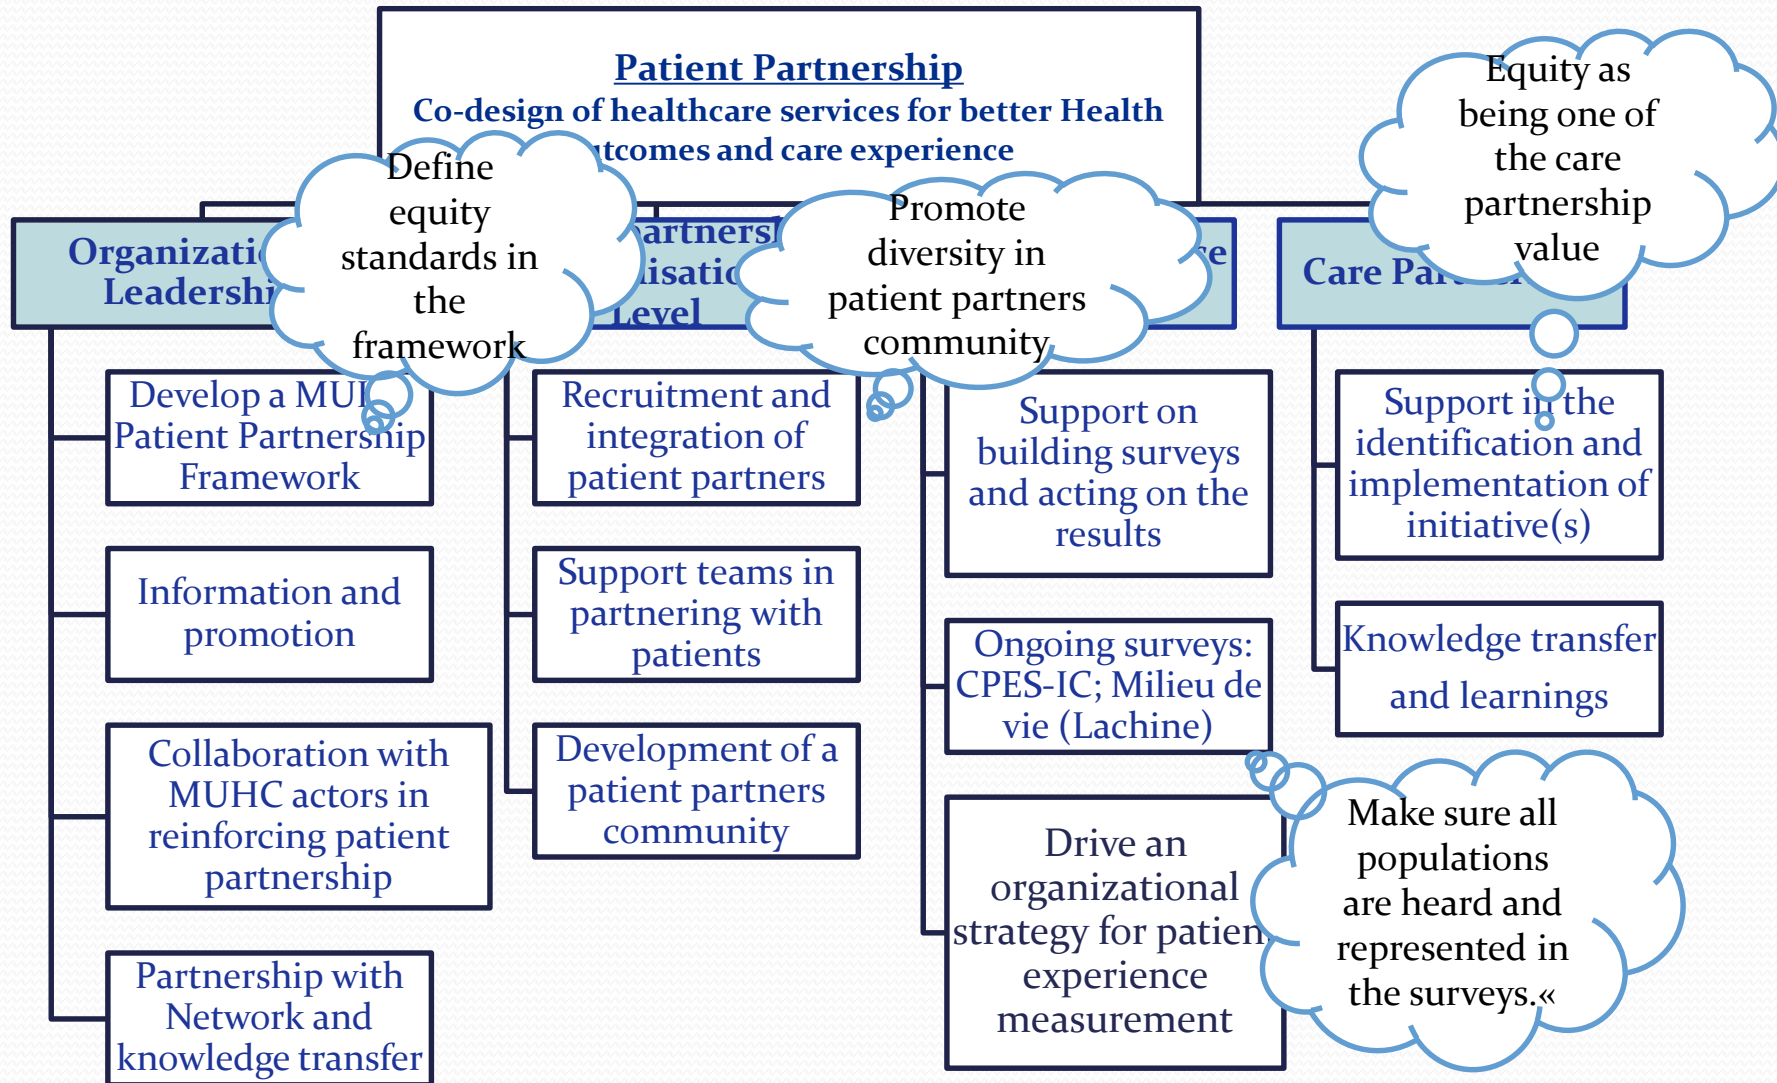 Patient Partnership
Co-design of healthcare services for better Health
utcomes and care experience
Define
equity
standards in
the
framework
Promote
diversity in
patient partners
community
Equity as
being one of
the care
partnership
value
Leadershi
Level
Care
Develop a
Patient Partnership
Framework
Information and
promotion
Collaboration with
MUHC actors in
reinforcing patient
partnership
Partnership with
Network and
knowledge transfer
Recruitment and
integration of
patient partners
Support teams in
partnering with
patients
Development of a
patient partners
community
Support on
building surveys
and acting on the
results
Ongoing surveys:
CPES-IC; Milieu de
vie (Lachine)
Drive an
organizational
strategy for patien
experience
measurement
Support in the
identification and
implementation of
initiative(s)
Knowledge transfer
and learnings
Make sure all
populations
are heard and
represented in
the surveys.«